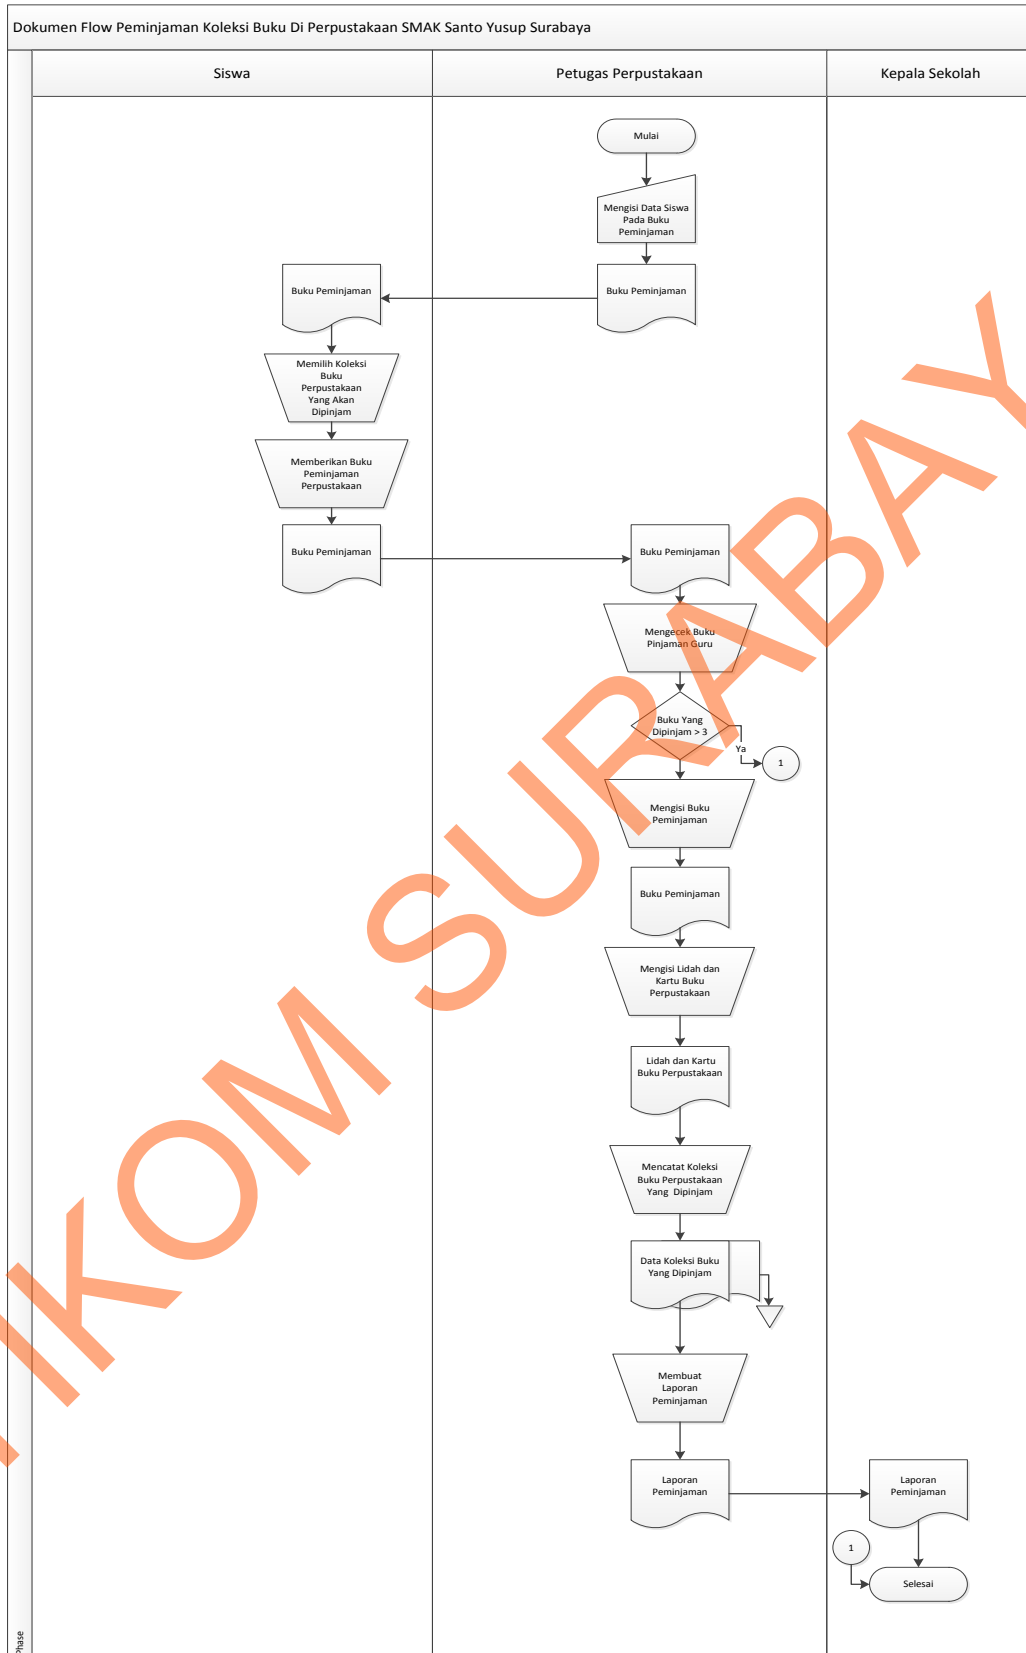 Dokumen Flow Peminjaman Koleksi Buku Di Perpustakaan SMAK Santo Yusup Surabaya
Siswa
Petugas Perpustakaan
Kepala Sekolah
Mulai
Mengisi Data Siswa
Pada Buku
Peminjaman
Buku Peminjaman
Buku Peminjaman
Memilih Koleksi
Buku
Perpustakaan
Yang Akan
Dipinjam
Memberikan Buku
Peminjaman
Perpustakaan
Buku Peminjaman
Buku Peminjaman
Mengecek Buku
Pinjaman Guru
Buku Yang
Dipinjam > 3
Ya
1
Mengisi Buku
Peminjaman
Buku Peminjaman
Mengisi Lidah dan
Kartu Buku
Perpustakaan
Lidah dan Kartu
Buku Perpustakaan
Mencatat Koleksi
Buku Perpustakaan
Yang Dipinjam
Data Koleksi Buku
Yang Dipinjam
Membuat
Laporan
Peminjaman
Laporan
Peminjaman
Laporan
Peminjaman
1
Selesai
Phase
IKOM SURABAY